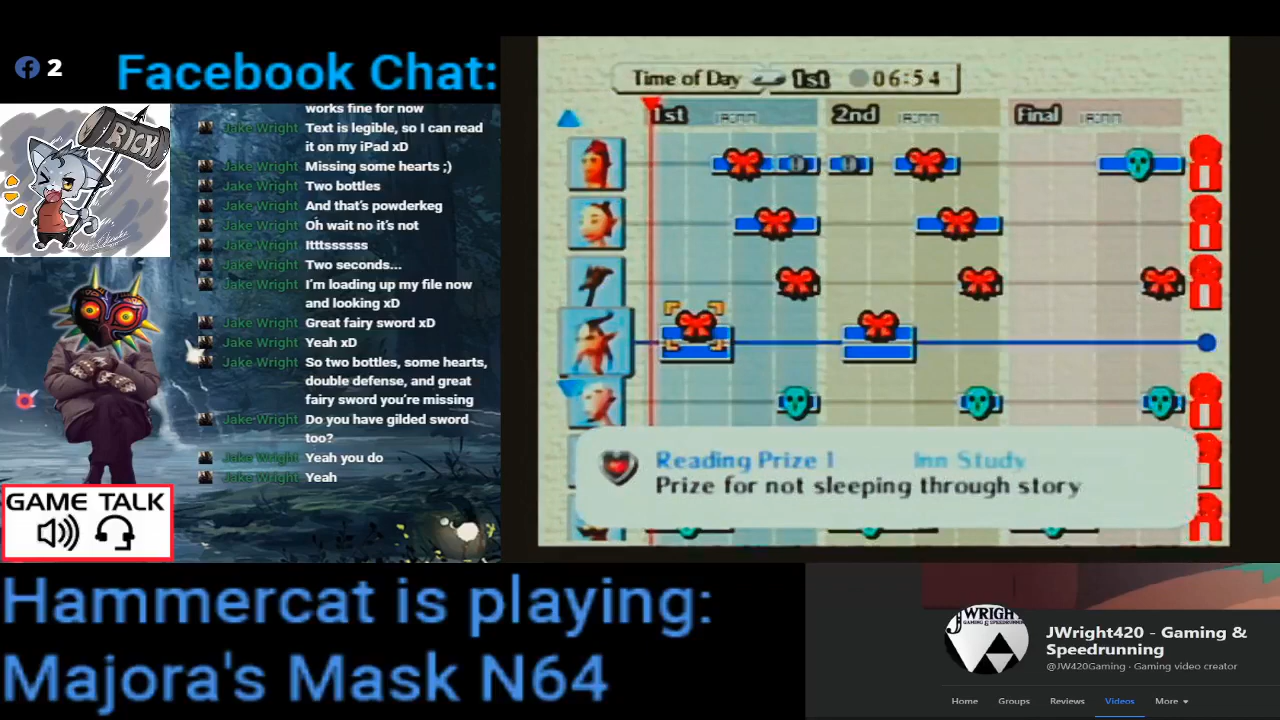 2
Facebook Chat:
RICK
works fine for now
Jake Wright Text is legible, so I can read
it on my iPad xD
Jake Wright Missing some hearts ;)
Jake Wright Two bottles
Jake Wright And that's powderkeg
Jake Wright Oh wait no it's not
Jake Wright Itttssssss
Jake Wright Two seconds...
Jake Wright I'm loading up my file now
and looking xD
Jake Wright Great fairy sword xD
Jake Wright Yeah xD
Jake Wright So two bottles, some hearts,
double defense, and great
fairy sword you're missing
Jake Wright Do you have gilded sword
too?
Jake Wright Yeah you do
Jake Wright Yeah
GAME TALK
Time of Day 1st 06:54
1st 2nd Final
Reading Prize 1 Inn Study
Prize for not sleeping through story
Hammercat is playing:
Majora's Mask N64
JWRIGHT
GAMING & SPEEDRUNNING
JWright420 - Gaming &
Speedrunning
@JW420Gaming · Gaming video creator
Home Groups Reviews Videos More